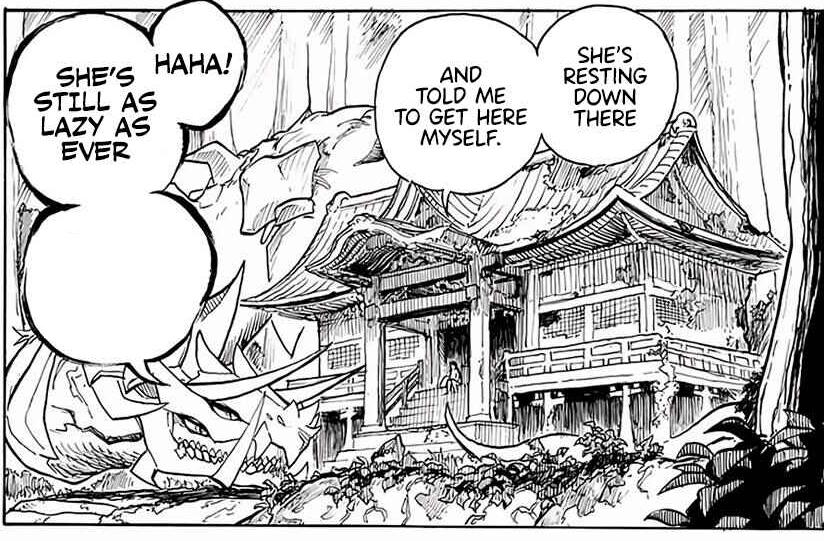 SHE'S
RESTING
DOWN
THERE
AND
TOLD ME
TO GET HERE
MYSELF.
HAHA!
SHE'S
STILL AS
LAZY AS
EVER